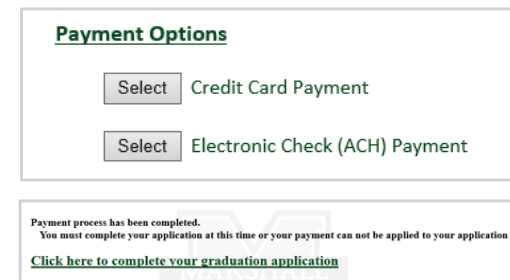 Payment Options
Select Credit Card Payment
Select Electronic Check (ACH) Payment
Payment process has been completed.
You must complete your application at this time or your payment can not be applied to your application
Click here to complete your graduation application
MARSHALL